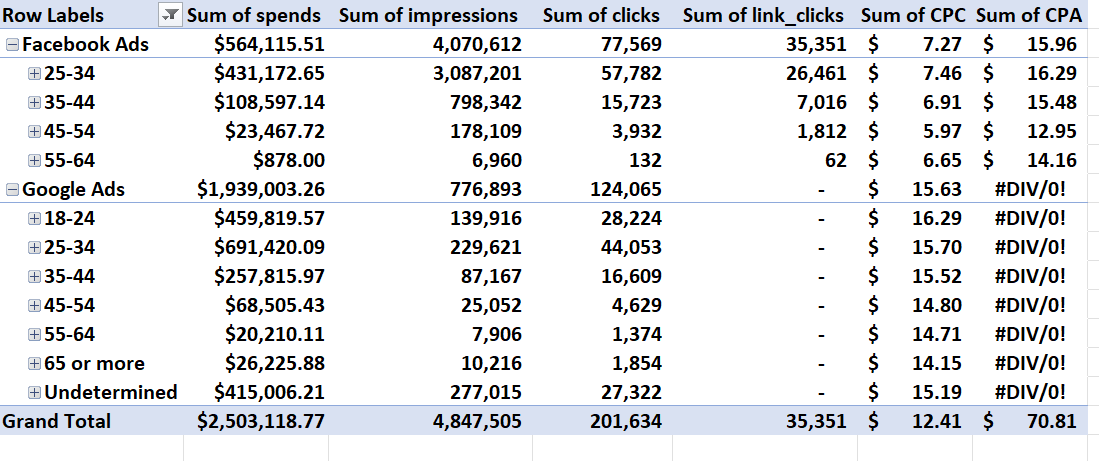 Row Labels Sum of spends Sum of impressions Sum of clicks Sum of link_clicks Sum of CPC Sum of CPA
Facebook Ads $564,115.51 4,070,612 77,569 35,351 $ 7.27 $ 15.96
25-34 $431,172.65 3,087,201 57,782 26,461 $ 7.46 $ 16.29
35-44 $108,597.14 798,342 15,723 7,016 $ 6.91 $ 15.48
45-54 $23,467.72 178,109 3,932 1,812 $ 5.97 $ 12.95
55-64 $878.00 6,960 132 62 $ 6.65 $ 14.16
Google Ads $1,939,003.26 776,893 124,065 - $ 15.63 #DIV/0!
18-24 $459,819.57 139,916 28,224 - $ 16.29 #DIV/0!
25-34 $691,420.09 229,621 44,053 - $ 15.70 #DIV/0!
35-44 $257,815.97 87,167 16,609 - $ 15.52 #DIV/0!
45-54 $68,505.43 25,052 4,629 - $ 14.80 #DIV/0!
55-64 $20,210.11 7,906 1,374 - $ 14.71 #DIV/0!
65 or more $26,225.88 10,216 1,854 - $ 14.15 #DIV/0!
Undetermined $415,006.21 277,015 27,322 - $ 15.19 #DIV/0!
Grand Total $2,503,118.77 4,847,505 201,634 35,351 $ 12.41 $ 70.81